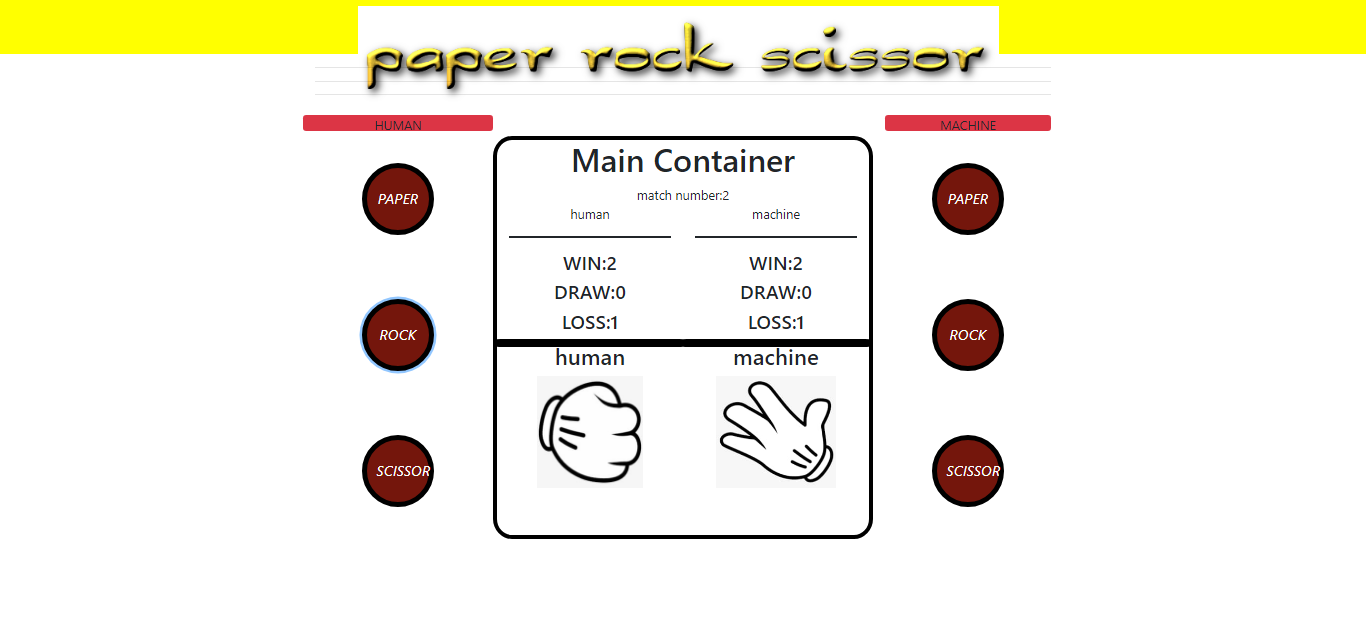 paper rock scissor
HUMAN
MACHINE
PAPER
ROCK
SCISSOR
Main Container
match number:2
human machine
WIN:2 WIN:2
DRAW:0 DRAW:0
LOSS:1 LOSS:1
human machine
PAPER
ROCK
SCISSOR